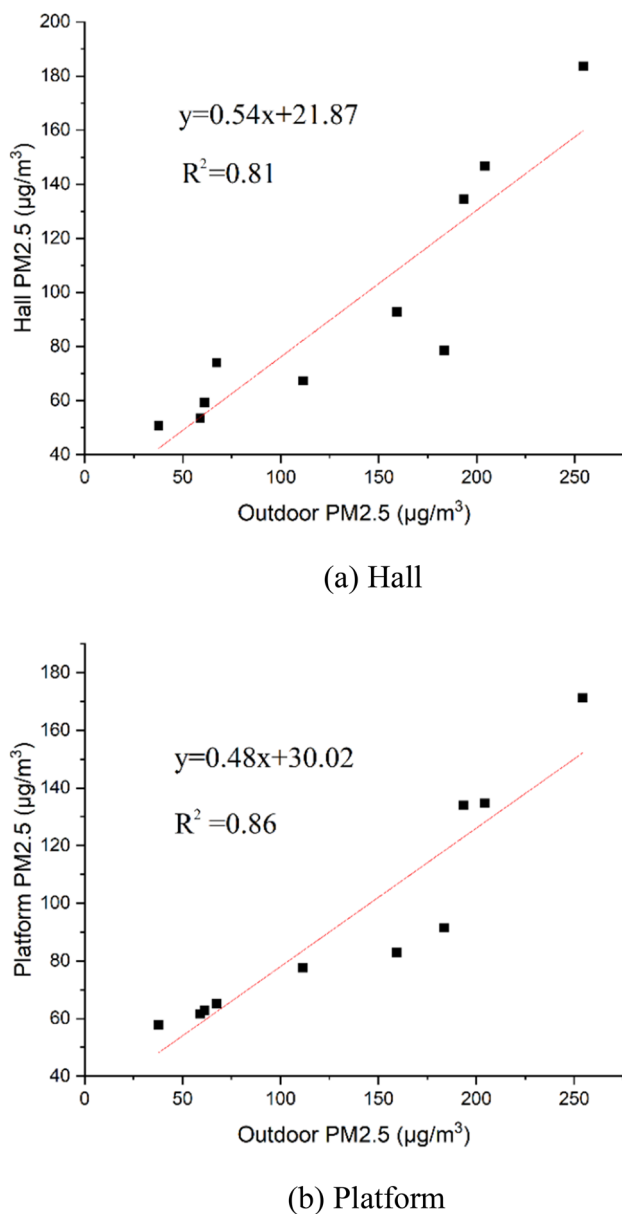 200
180
160
140
120
100
80
60
40
Hall PM2.5 (μg/m³)
y=0.54x+21.87
R²=0.81
0 50 100 150 200 250
Outdoor PM2.5 (μg/m³)
(a) Hall
180
160
140
120
100
80
60
40
Platform PM2.5 (μg/m³)
y=0.48x+30.02
R² =0.86
0 50 100 150 200 250
Outdoor PM2.5 (μg/m³)
(b) Platform